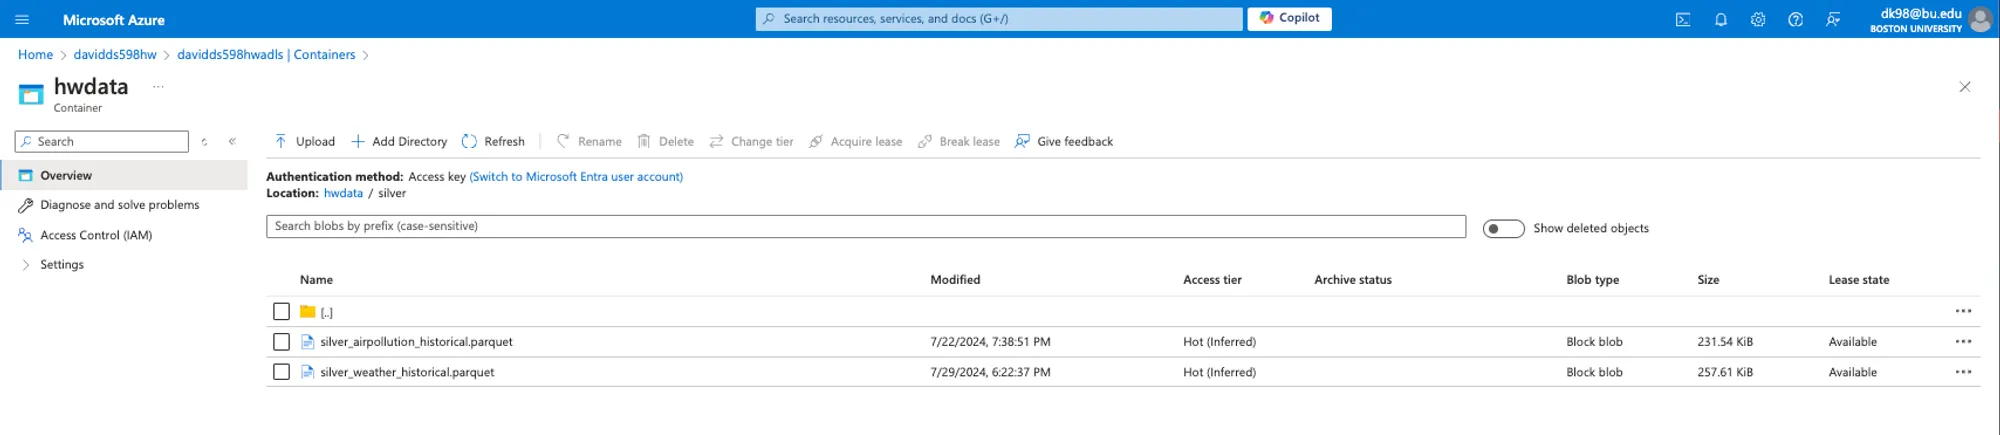 Microsoft Azure
Search resources, services, and docs (G+/)
Copilot
dk98@bu.edu
BOSTON UNIVERSITY
Home > davidds598hw > davidds598hwadls | Containers >
hwdata ...
Container
Search
«
Upload Add Directory Refresh Rename Delete Change tier Acquire lease Break lease Give feedback
Overview
Diagnose and solve problems
Access Control (IAM)
Settings
Authentication method: Access key (Switch to Microsoft Entra user account)
Location: hwdata / silver
Search blobs by prefix (case-sensitive)
Show deleted objects
Name Modified Access tier Archive status Blob type Size Lease state
[..]
silver_airpollution_historical.parquet 7/22/2024, 7:38:51 PM Hot (Inferred) Block blob 231.54 KiB Available
silver_weather_historical.parquet 7/29/2024, 6:22:37 PM Hot (Inferred) Block blob 257.61 KiB Available